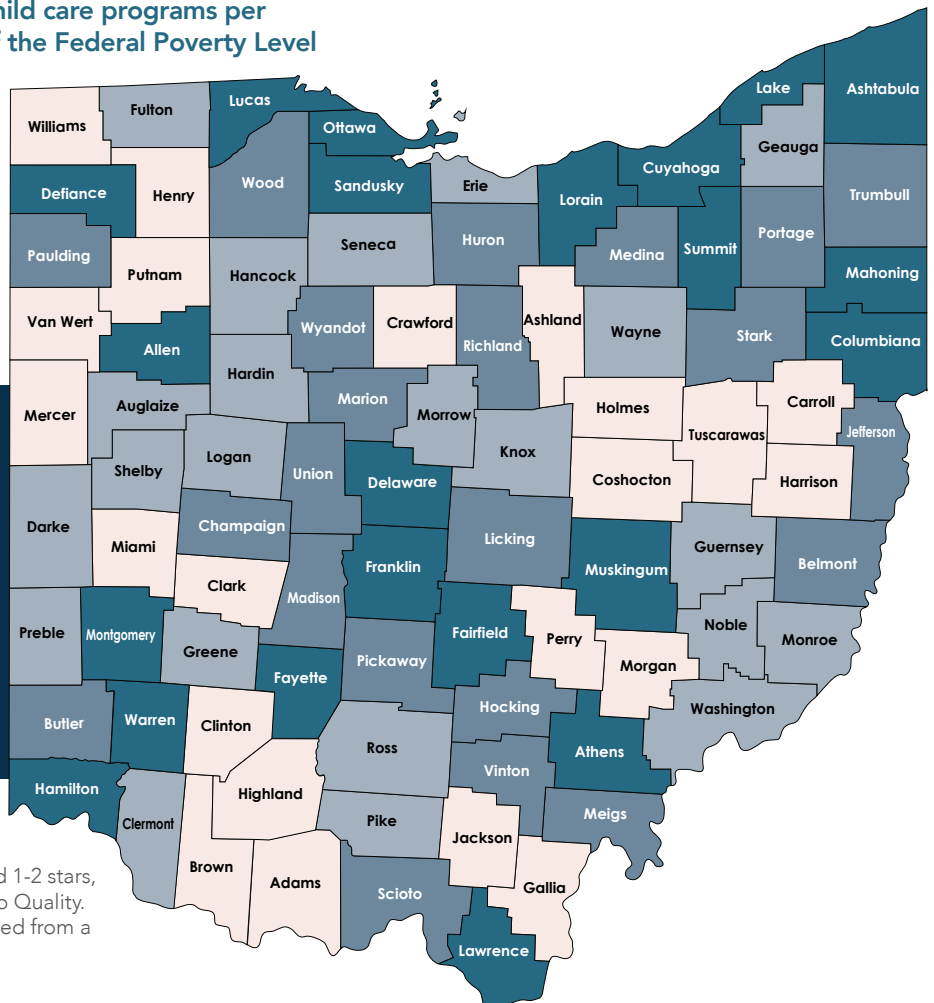 hild care programs per
f the Federal Poverty Level
Williams
Fulton
Lucas
Ottawa
Lake
Ashtabula
Geauga
Cuyahoga
Defiance
Henry
Wood
Sandusky
Erie
Lorain
Trumbull
Paulding
Putnam
Hancock
Seneca
Huron
Medina
Summit
Portage
Mahoning
Van Wert
Allen
Wyandot
Crawford
Richland
Ashland
Wayne
Stark
Columbiana
Mercer
Auglaize
Hardin
Marion
Morrow
Holmes
Tuscarawas
Carroll
Jefferson
Shelby
Logan
Union
Delaware
Knox
Coshocton
Harrison
Darke
Miami
Champaign
Licking
Muskingum
Guernsey
Belmont
Clark
Madison
Franklin
Preble
Montgomery
Greene
Fayette
Pickaway
Fairfield
Perry
Morgan
Noble
Monroe
Butler
Warren
Clinton
Ross
Hocking
Athens
Washington
Hamilton
Clermont
Highland
Pike
Vinton
Meigs
Brown
Adams
Scioto
Jackson
Gallia
Lawrence
d 1-2 stars,
o Quality.
ed from a